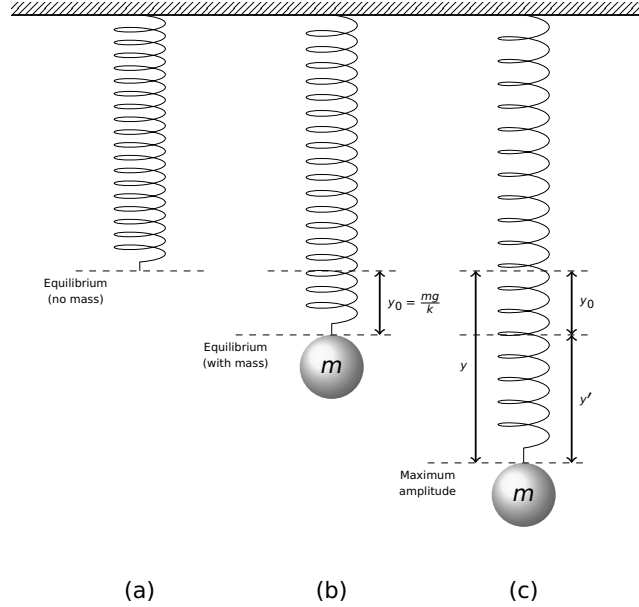 Equilibrium
(no mass)
y₀ = mg/k
y₀
Equilibrium
(with mass)
m
y
y′
Maximum
amplitude
m
(a)
(b)
(c)